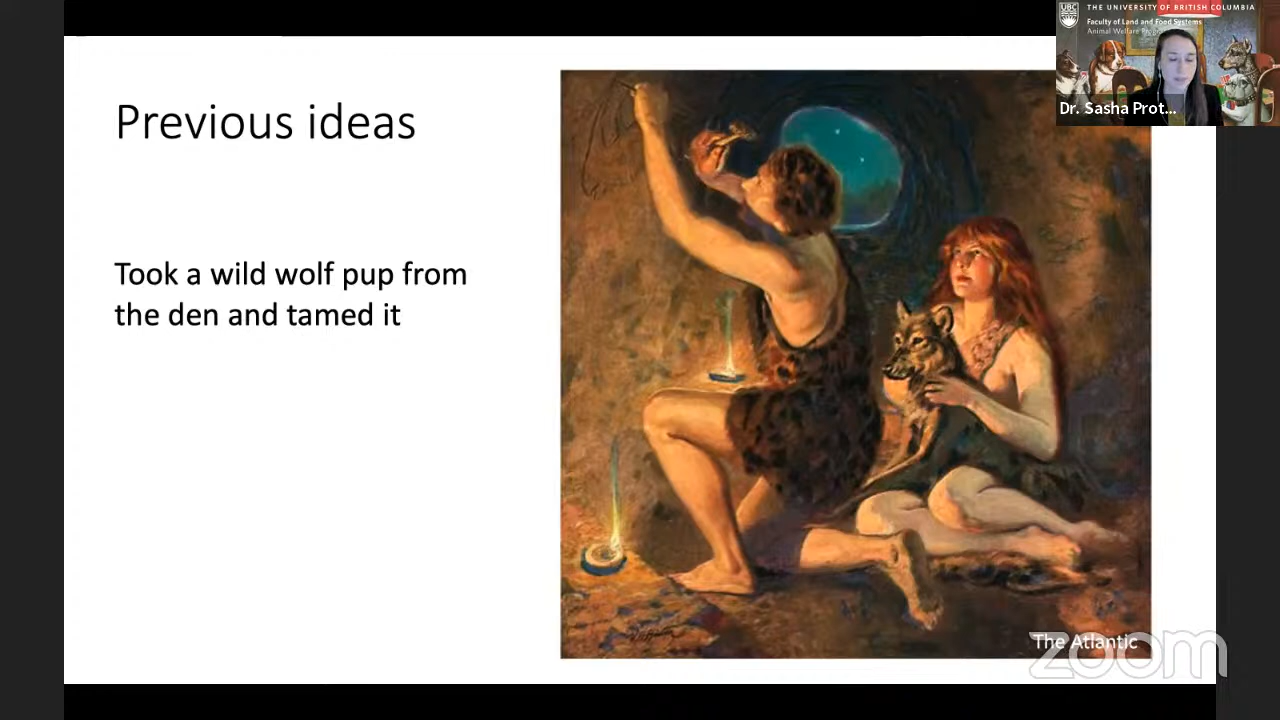 THE UNIVERSITY OF BRITISH COLUMBIA
UBC
Faculty of Land and Food Systems
Animal Welfare
Dr. Sasha Prot...
Previous ideas
Took a wild wolf pup from
the den and tamed it
The Atlantic
zoom